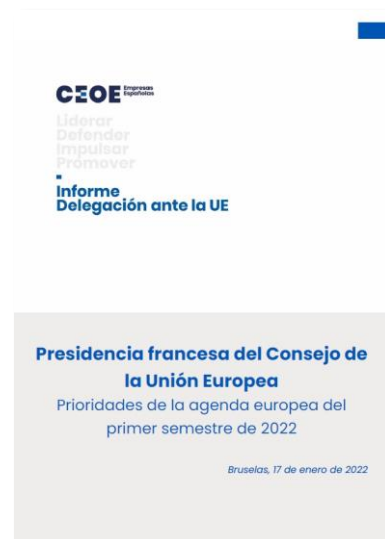 CEOE Empresas
Españolas
Liderar
Defender
Impulsar
Promover
Informe
Delegación ante la UE
Presidencia francesa del Consejo de
la Unión Europea
Prioridades de la agenda europea del
primer semestre de 2022
Bruselas, 17 de enero de 2022